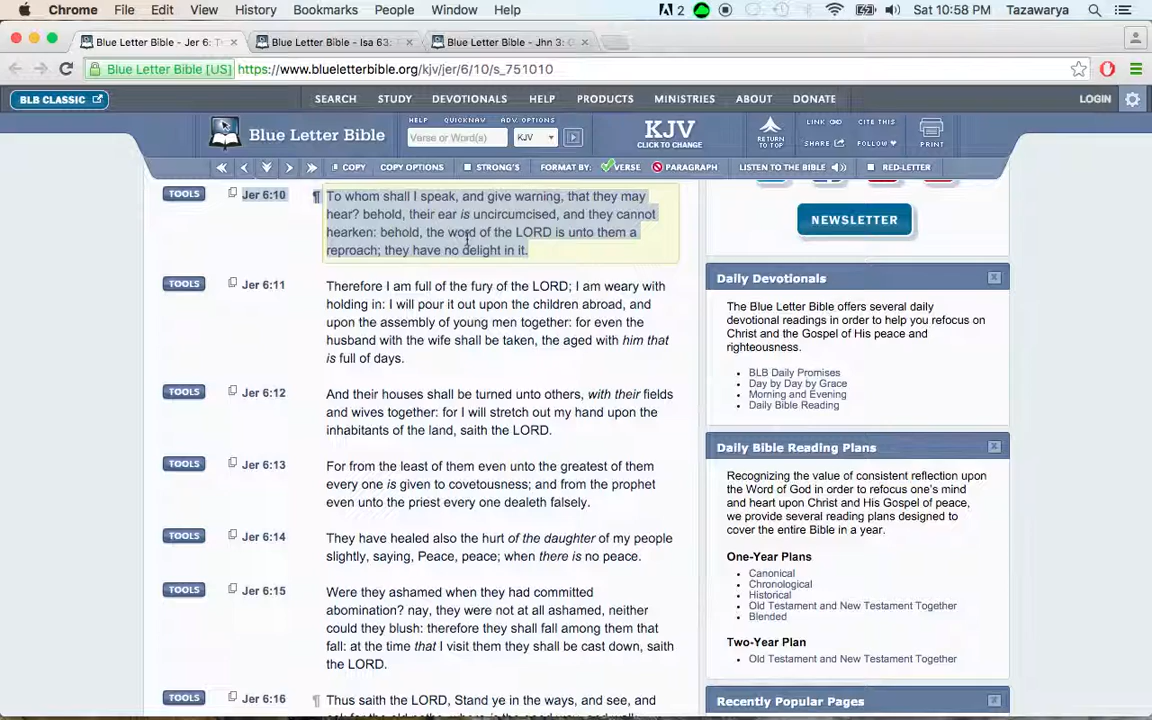 Chrome File Edit View History Bookmarks People Window Help 2 Sat 10:58 PM Tazawarya
Blue Letter Bible - Jer 6: T × Blue Letter Bible - Isa 63: × Blue Letter Bible - Jhn 3: ×
Blue Letter Bible [US] https://www.blueletterbible.org/kjv/jer/6/10/s_751010
BLB CLASSIC SEARCH STUDY DEVOTIONALS HELP PRODUCTS MINISTRIES ABOUT DONATE LOGIN
HELP QUICKNAV ADV. OPTIONS
Blue Letter Bible Verse or Word(s) KJV
KJV
CLICK TO CHANGE
RETURN
TO TOP
LINK CITE THIS
SHARE FOLLOW
PRINT
COPY COPY OPTIONS STRONG'S FORMAT BY: VERSE PARAGRAPH LISTEN TO THE BIBLE RED-LETTER
TOOLS Jer 6:10 ¶ To whom shall I speak, and give warning, that they may
hear? behold, their ear is uncircumcised, and they cannot
hearken: behold, the word of the LORD is unto them a
reproach; they have no delight in it.
TOOLS Jer 6:11 Therefore I am full of the fury of the LORD; I am weary with
holding in: I will pour it out upon the children abroad, and
upon the assembly of young men together: for even the
husband with the wife shall be taken, the aged with him that
is full of days.
TOOLS Jer 6:12 And their houses shall be turned unto others, with their fields
and wives together: for I will stretch out my hand upon the
inhabitants of the land, saith the LORD.
TOOLS Jer 6:13 For from the least of them even unto the greatest of them
every one is given to covetousness; and from the prophet
even unto the priest every one dealeth falsely.
TOOLS Jer 6:14 They have healed also the hurt of the daughter of my people
slightly, saying, Peace, peace; when there is no peace.
TOOLS Jer 6:15 Were they ashamed when they had committed
abomination? nay, they were not at all ashamed, neither
could they blush: therefore they shall fall among them that
fall: at the time that I visit them they shall be cast down, saith
the LORD.
TOOLS Jer 6:16 ¶ Thus saith the LORD, Stand ye in the ways, and see, and
NEWSLETTER
Daily Devotionals
The Blue Letter Bible offers several daily
devotional readings in order to help you refocus on
Christ and the Gospel of His peace and
righteousness.
• BLB Daily Promises
• Day by Day by Grace
• Morning and Evening
• Daily Bible Reading
Daily Bible Reading Plans
Recognizing the value of consistent reflection upon
the Word of God in order to refocus one's mind
and heart upon Christ and His Gospel of peace,
we provide several reading plans designed to
cover the entire Bible in a year.
One-Year Plans
• Canonical
• Chronological
• Historical
• Old Testament and New Testament Together
• Blended
Two-Year Plan
• Old Testament and New Testament Together
Recently Popular Pages